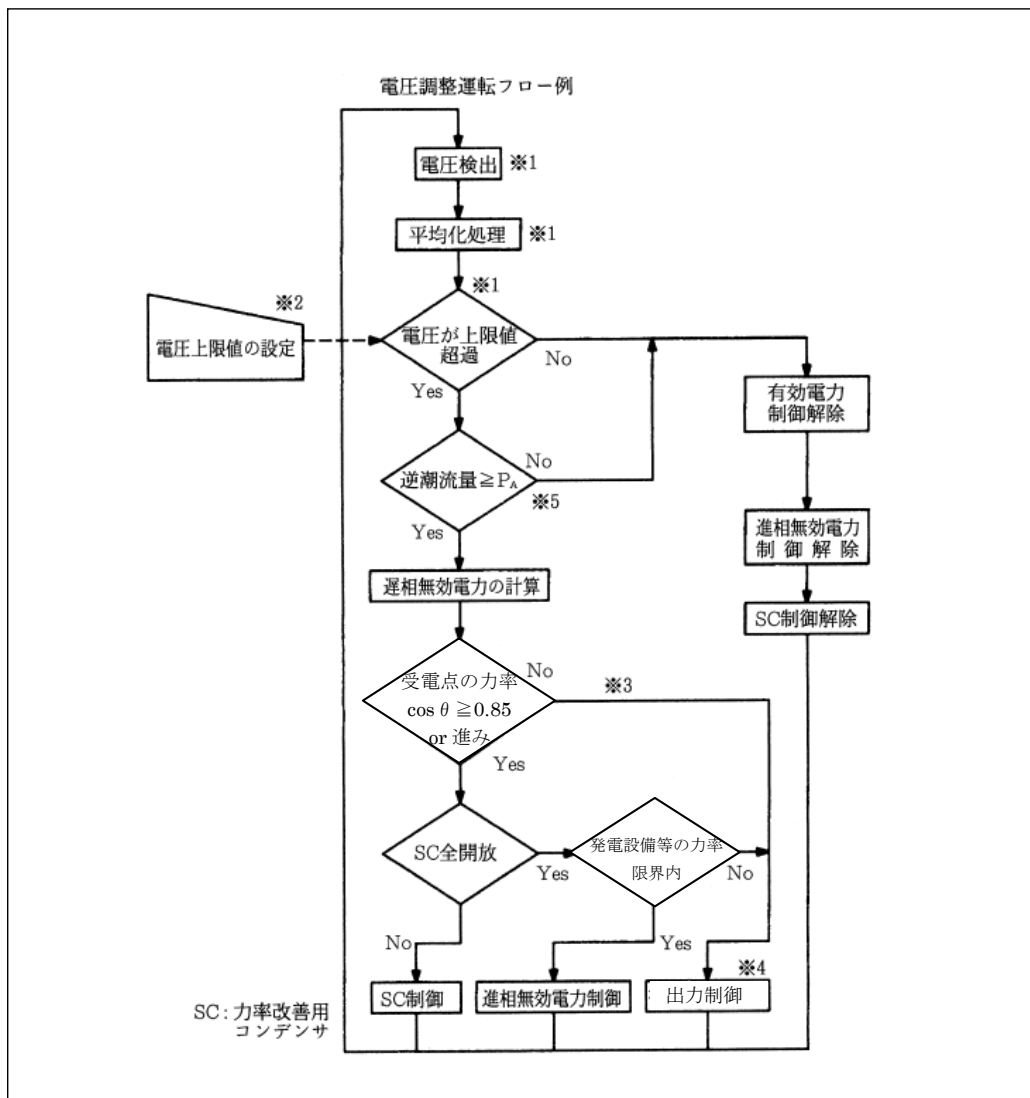 電圧調整運転フロー例
電圧検出
※1
平均化処理
※1
※1
※2
電圧上限値の設定
電圧が上限値
超過
No
Yes
有効電力
制御解除
逆潮流量≧PA
No
※5
Yes
進相無効電力
制御解除
遅相無効電力の計算
SC制御解除
受電点の力率
cos θ ≧0.85
or 進み
No
※3
Yes
SC全開放
Yes
発電設備等の力率
限界内
No
No
Yes
※4
SC制御
進相無効電力制御
出力制御
SC:力率改善用
コンデンサ